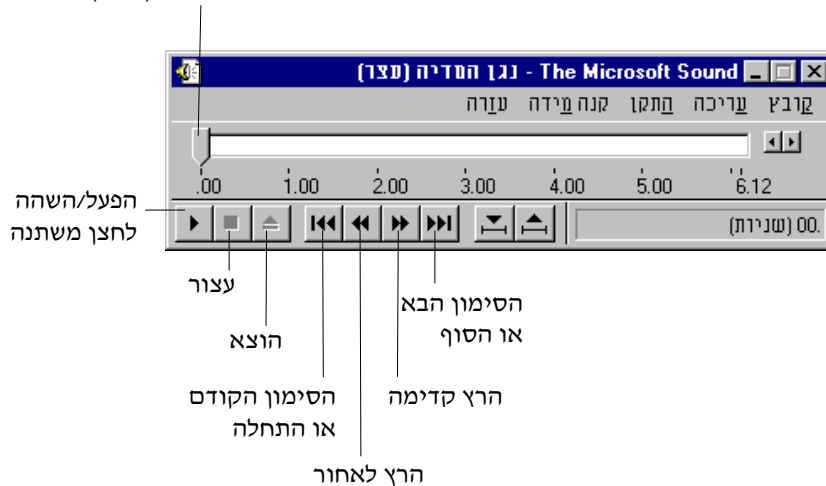 נגן המדיה (מצר) - The Microsoft Sound
קובץ עריכה התקן קנה מידה עזרה
.00 1.00 2.00 3.00 4.00 5.00 6.12
00. (שניות)
הפעל/השהה
לחצן משתנה
עצור
הוצא
הסימון הקודם
או התחלה
הרץ לאחור
הרץ קדימה
הסימון הבא
או הסוף